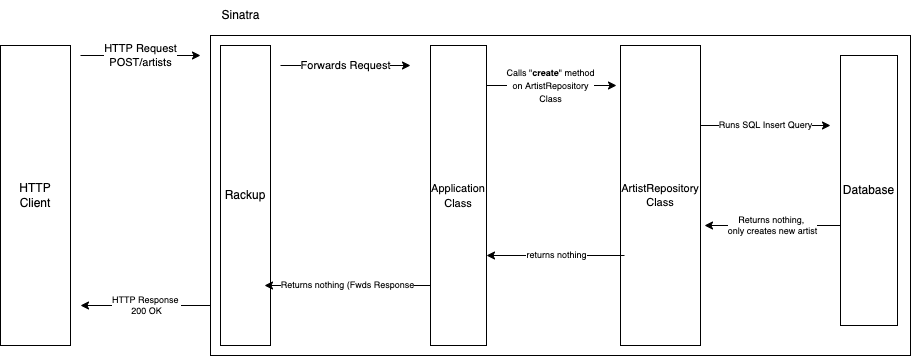 Sinatra
HTTP Request
POST/artists
Forwards Request
Calls "create" method
on ArtistRepository
Class
Runs SQL Insert Query
HTTP
Client
Rackup
Application
Class
ArtistRepository
Class
Database
Returns nothing,
only creates new artist
returns nothing
Returns nothing (Fwds Response
HTTP Response
200 OK